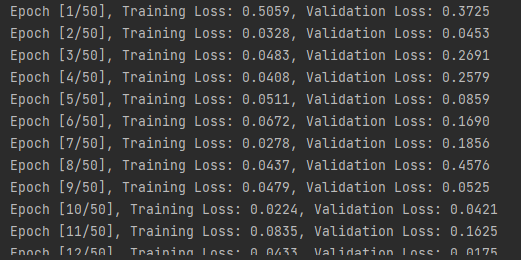 Epoch [1/50], Training Loss: 0.5059, Validation Loss: 0.3725
Epoch [2/50], Training Loss: 0.0328, Validation Loss: 0.0453
Epoch [3/50], Training Loss: 0.0483, Validation Loss: 0.2691
Epoch [4/50], Training Loss: 0.0408, Validation Loss: 0.2579
Epoch [5/50], Training Loss: 0.0511, Validation Loss: 0.0859
Epoch [6/50], Training Loss: 0.0672, Validation Loss: 0.1690
Epoch [7/50], Training Loss: 0.0278, Validation Loss: 0.1856
Epoch [8/50], Training Loss: 0.0437, Validation Loss: 0.4576
Epoch [9/50], Training Loss: 0.0479, Validation Loss: 0.0525
Epoch [10/50], Training Loss: 0.0224, Validation Loss: 0.0421
Epoch [11/50], Training Loss: 0.0835, Validation Loss: 0.1625
Epoch [12/50], Training Loss: 0.0433, Validation Loss: 0.0175